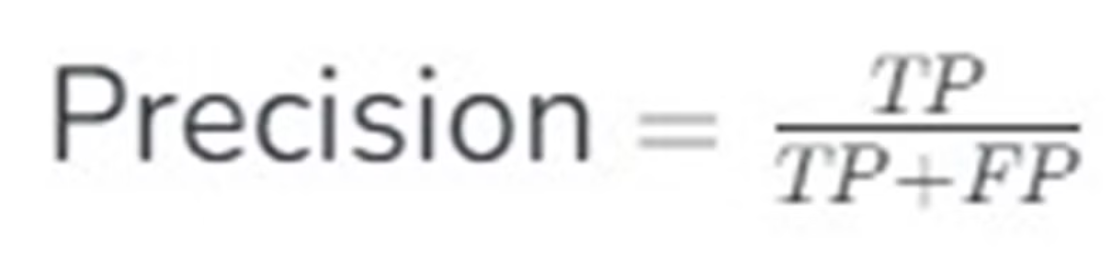 Precision = TP / TP+FP